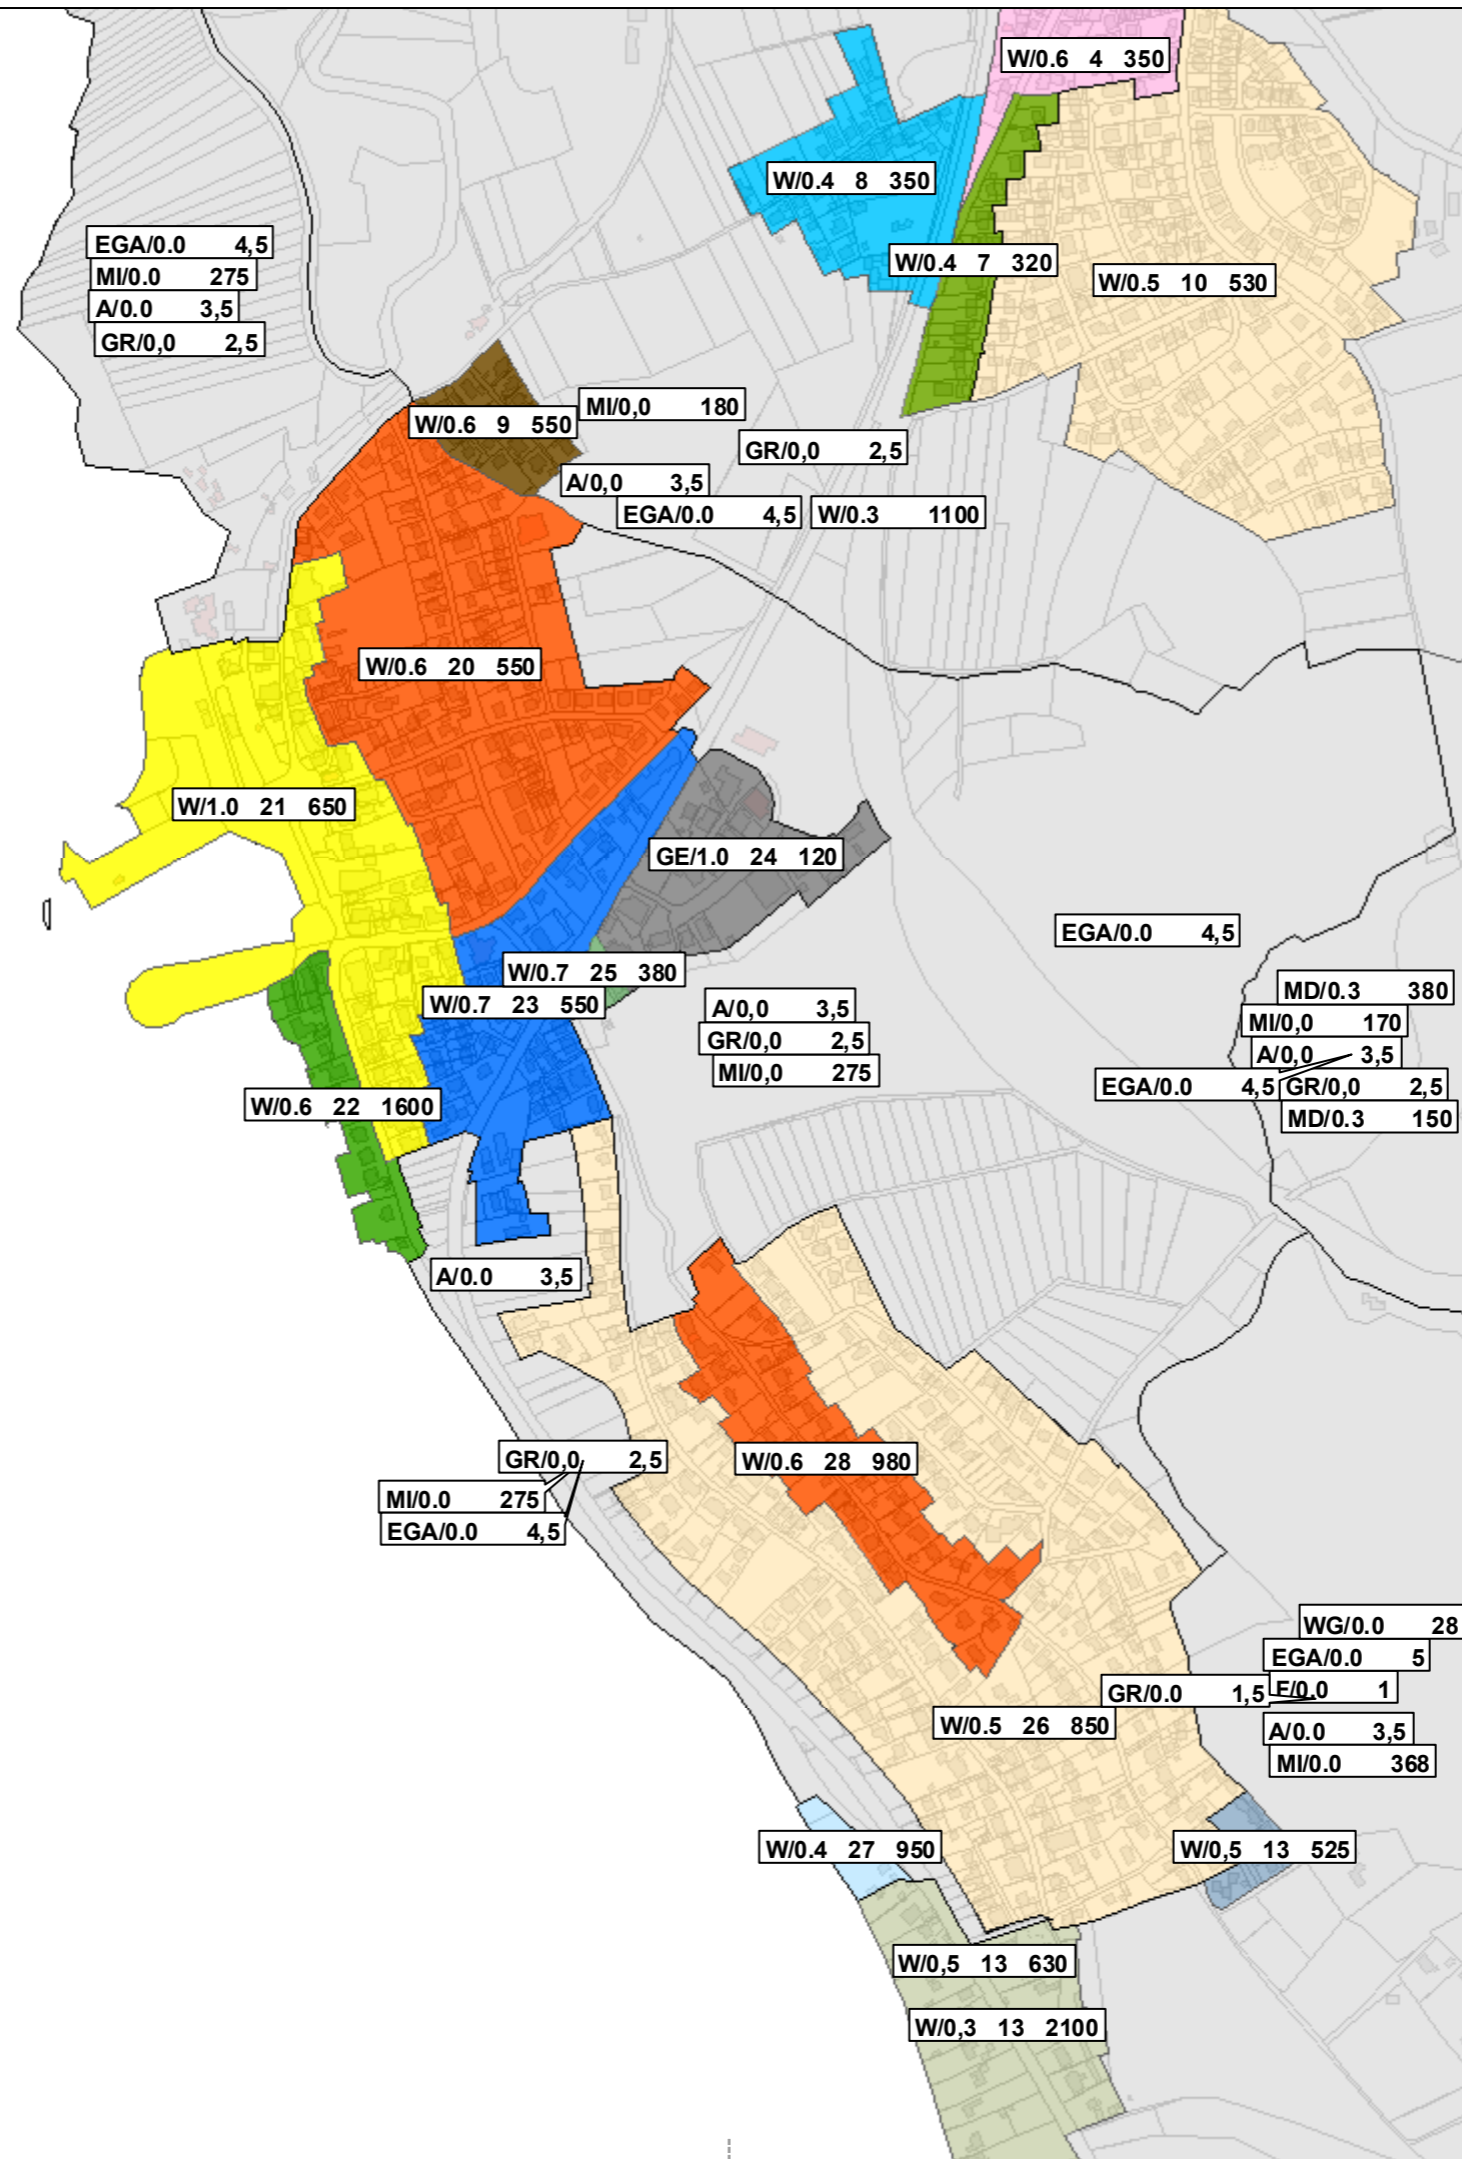 W/0.6 4 350
W/0.4 8 350
EGA/0.0 4,5
W/0.4 7 320
MI/0.0 275
W/0.5 10 530
A/0.0 3,5
GR/0,0 2,5
MI/0,0 180
W/0.6 9 550
GR/0,0 2,5
A/0,0 3,5
EGA/0.0 4,5
W/0.3 1100
W/0.6 20 550
W/1.0 21 650
GE/1.0 24 120
EGA/0.0 4,5
W/0.7 25 380
MD/0.3 380
W/0.7 23 550
A/0,0 3,5
MI/0,0 170
GR/0,0 2,5
A/0,0 3,5
MI/0,0 275
EGA/0.0 4,5
GR/0,0 2,5
W/0.6 22 1600
MD/0.3 150
A/0.0 3,5
GR/0,0 2,5
W/0.6 28 980
MI/0.0 275
EGA/0.0 4,5
WG/0.0 28
EGA/0.0 5
GR/0.0 1,5
F/0.0 1
W/0.5 26 850
A/0.0 3,5
MI/0.0 368
W/0.4 27 950
W/0,5 13 525
W/0,5 13 630
W/0,3 13 2100